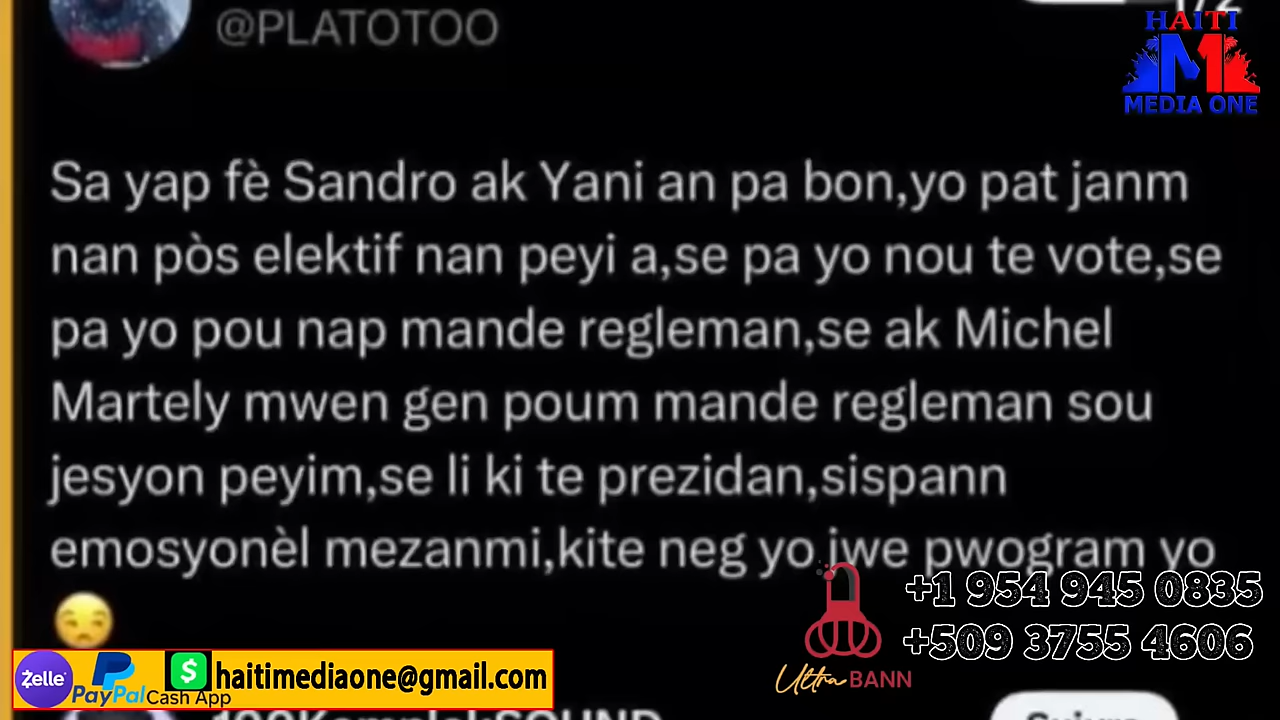 @PLATOTOO
HAITI
MEDIA ONE
Sa yap fè Sandro ak Yani an pa bon,yo pat janm
nan pòs elektif nan peyi a,se pa yo nou te vote,se
pa yo pou nap mande regleman,se ak Michel
Martely mwen gen poum mande regleman sou
jesyon peyim,se li ki te prezidan,sispann
emosyonèl mezanmi,kite neg yo jwe pwogram yo
😒
+1 954 945 0835
+509 3755 4606
Ultra BANN
Zelle PayPal $ Cash App haitimediaone@gmail.com